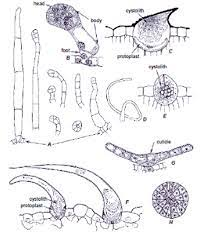 head
body
foot
B
cystolith
protoplast
C
cystolith
E
D
A
cuticle
G
cystolith
protoplast
F
H